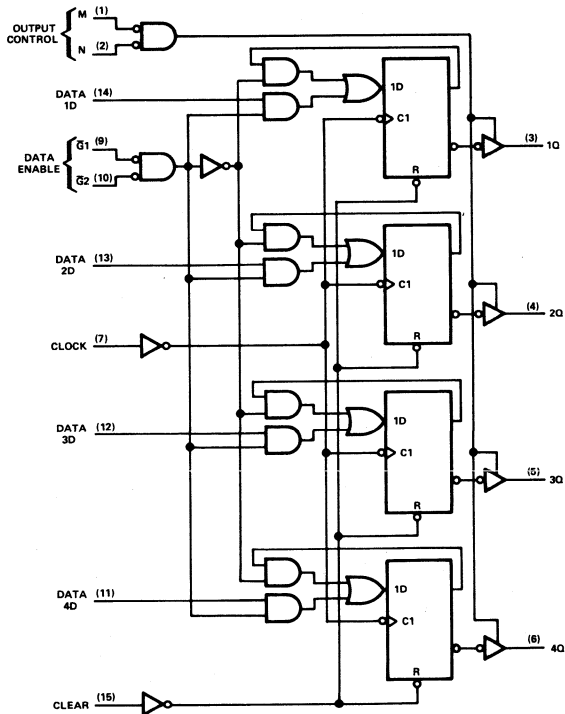 OUTPUT
CONTROL
M (1)
N (2)
DATA
1D
(14)
1D
C1
R
(3)
1Q
DATA
ENABLE
G̅1 (9)
G̅2 (10)
DATA
2D
(13)
1D
C1
R
(4)
2Q
CLOCK
(7)
DATA
3D
(12)
1D
C1
R
(5)
3Q
DATA
4D
(11)
1D
C1
R
(6)
4Q
CLEAR
(15)